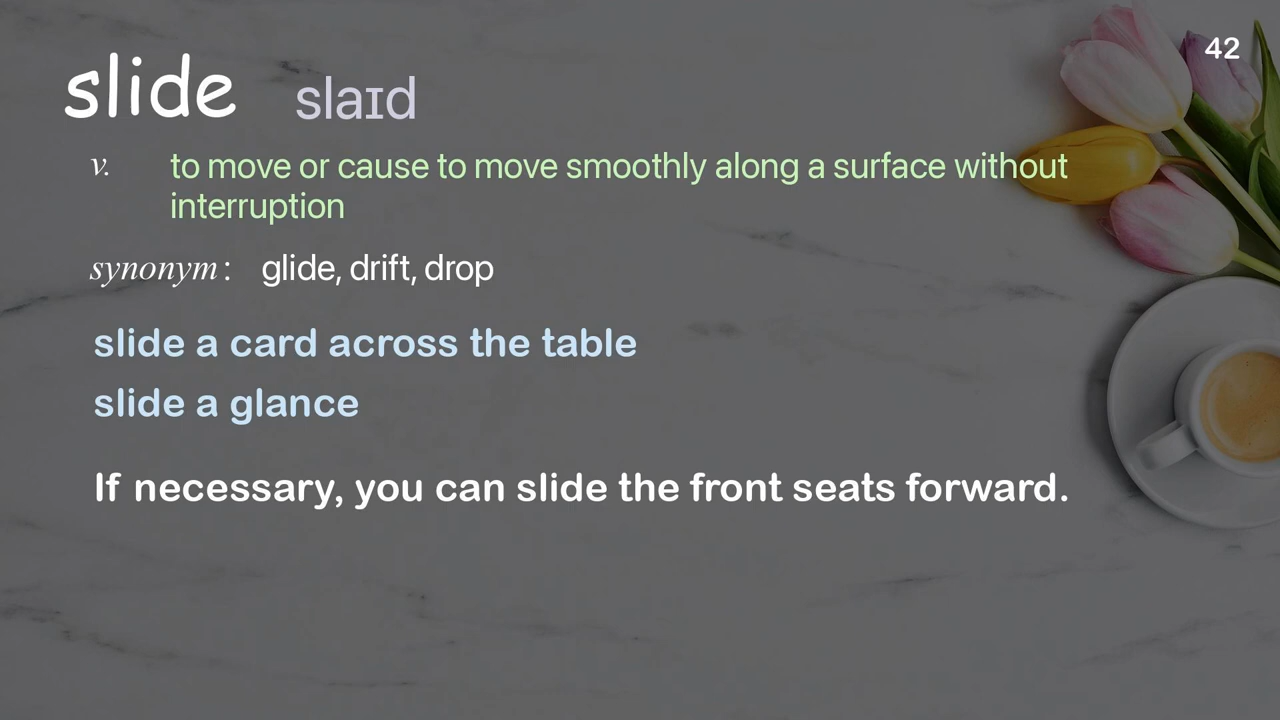 42
slide slaɪd
v. to move or cause to move smoothly along a surface without
interruption
synonym: glide, drift, drop
slide a card across the table
slide a glance
If necessary, you can slide the front seats forward.